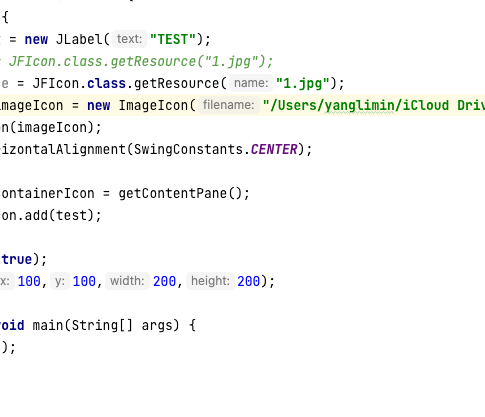 {
= new JLabel( text: "TEST");
= JFIcon.class.getResource("1.jpg");
= JFIcon.class.getResource( name: "1.jpg");
imageIcon = new ImageIcon( filename: "/Users/yanglimin/iCloud Driv
n(imageIcon);
izontalAlignment(SwingConstants.CENTER);
ontainerIcon = getContentPane();
on.add(test);
true);
x: 100, y: 100, width: 200, height: 200);
oid main(String[] args) {
);